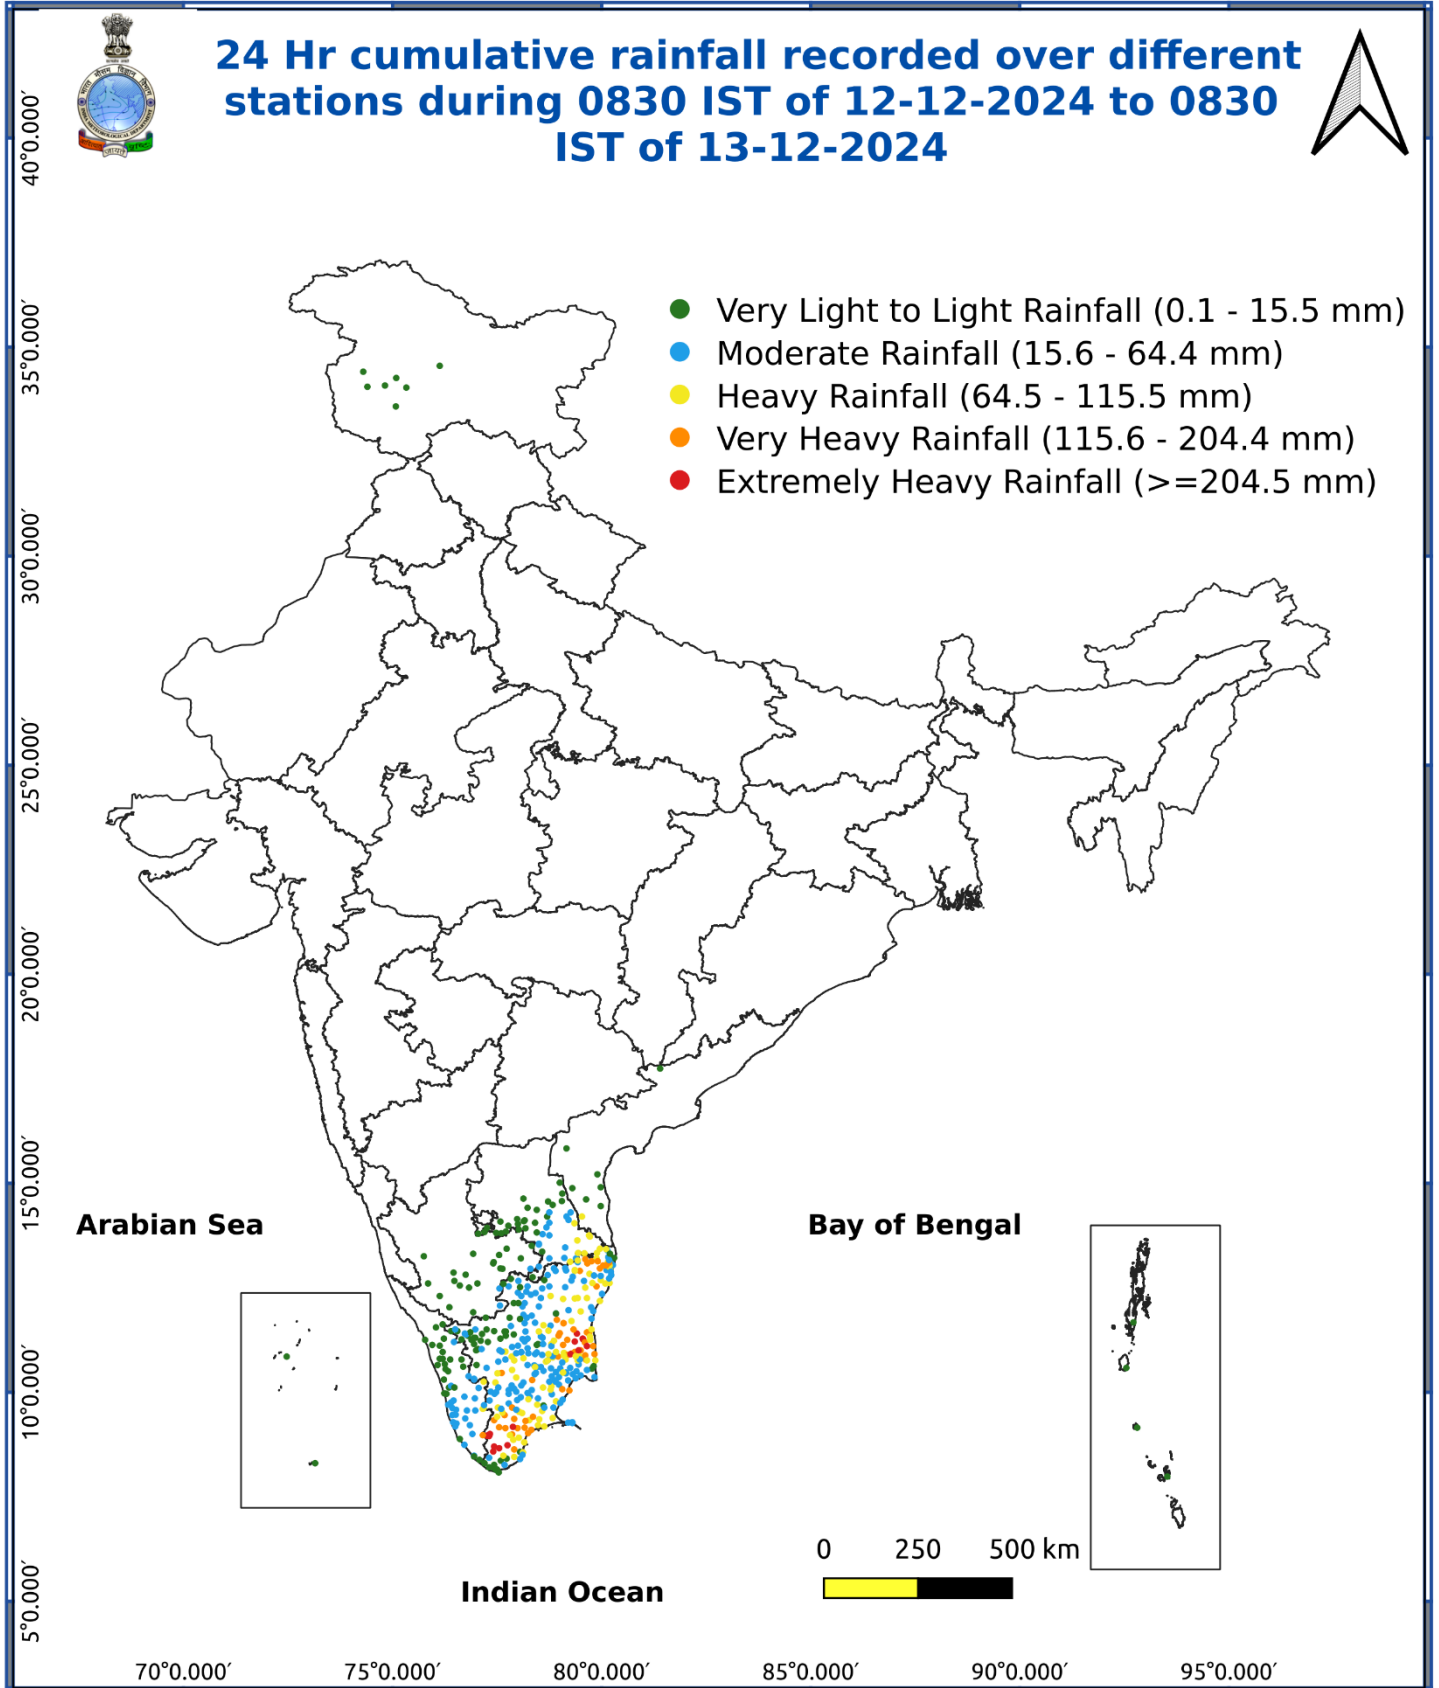 24 Hr cumulative rainfall recorded over different
stations during 0830 IST of 12-12-2024 to 0830
IST of 13-12-2024
Very Light to Light Rainfall (0.1 - 15.5 mm)
Moderate Rainfall (15.6 - 64.4 mm)
Heavy Rainfall (64.5 - 115.5 mm)
Very Heavy Rainfall (115.6 - 204.4 mm)
Extremely Heavy Rainfall (>=204.5 mm)
40°0.000′
35°0.000′
30°0.000′
25°0.000′
20°0.000′
15°0.000′
10°0.000′
5°0.000′
Arabian Sea
Bay of Bengal
Indian Ocean
0 250 500 km
70°0.000′ 75°0.000′ 80°0.000′ 85°0.000′ 90°0.000′ 95°0.000′